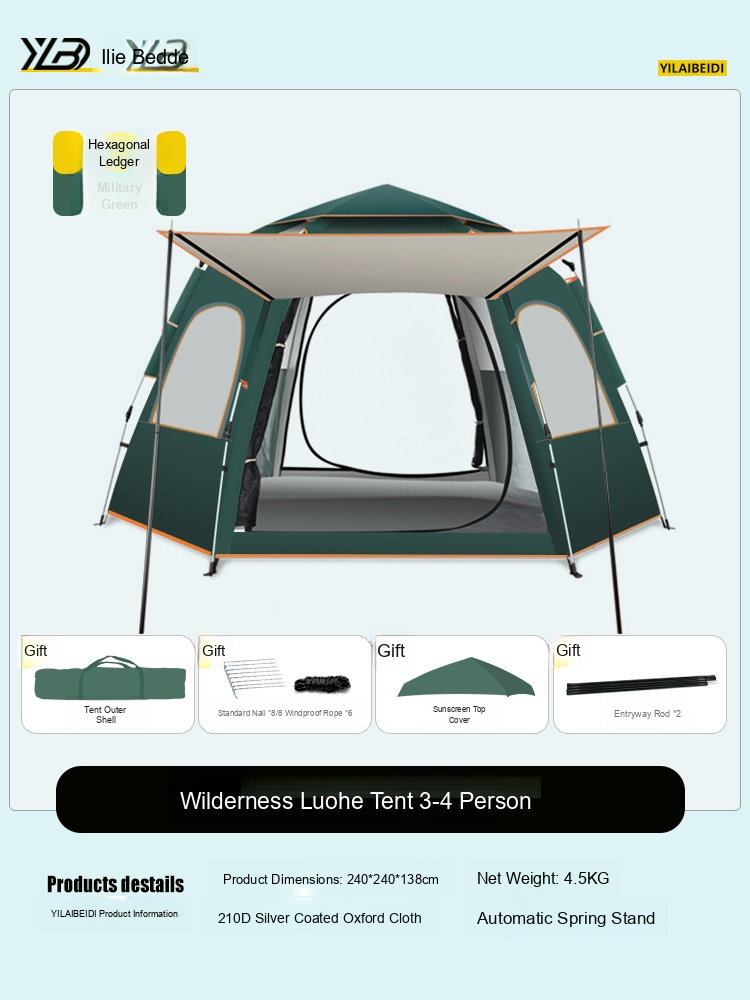 YLB Ilie Bedde
YILAIBEIDI
Hexagonal
Ledger
Military
Green
Gift
Tent Outer
Shell
Gift
Standard Nail *8/8 Windproof Rope *6
Gift
Sunscreen Top
Cover
Gift
Entryway Rod *2
Wilderness Luohe Tent 3-4 Person
Products destails
YILAIBEIDI Product Information
Product Dimensions: 240*240*138cm
210D Silver Coated Oxford Cloth
Net Weight: 4.5KG
Automatic Spring Stand